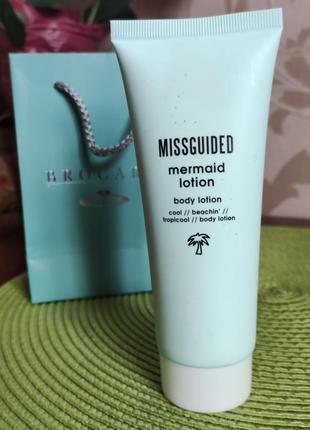 BROCAR
MISSGUIDED
mermaid
lotion
body lotion
cool // beachin' //
tropicool // body lotion